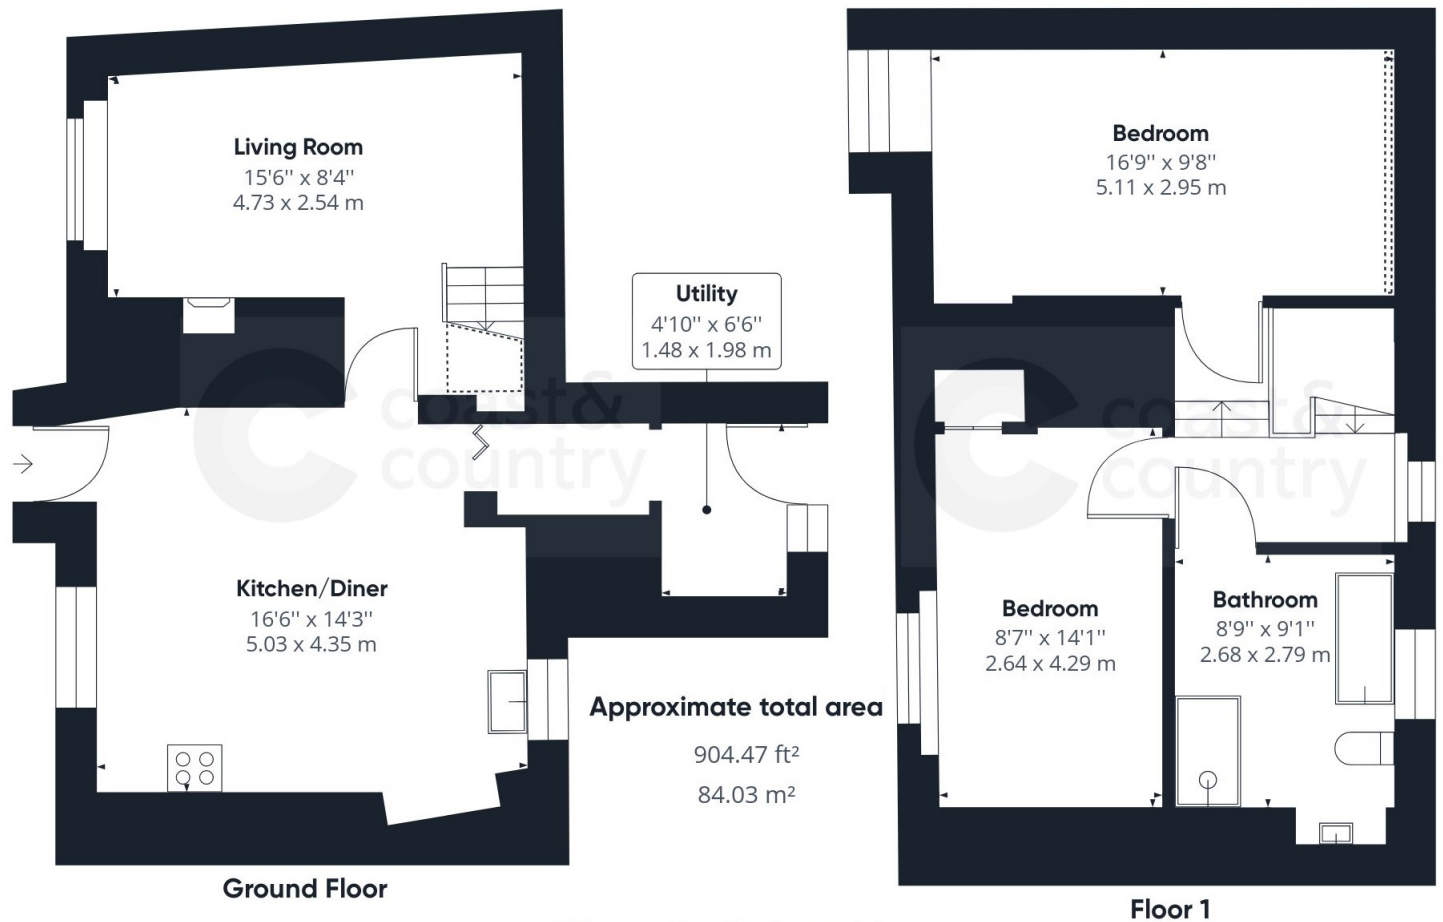 Living Room
15'6'' x 8'4''
4.73 x 2.54 m
Utility
4'10'' x 6'6''
1.48 x 1.98 m
coast&
country
Kitchen/Diner
16'6'' x 14'3''
5.03 x 4.35 m
Approximate total area
904.47 ft²
84.03 m²
Ground Floor
Bedroom
16'9'' x 9'8''
5.11 x 2.95 m
coast&
country
Bedroom
8'7'' x 14'1''
2.64 x 4.29 m
Bathroom
8'9'' x 9'1''
2.68 x 2.79 m
Floor 1